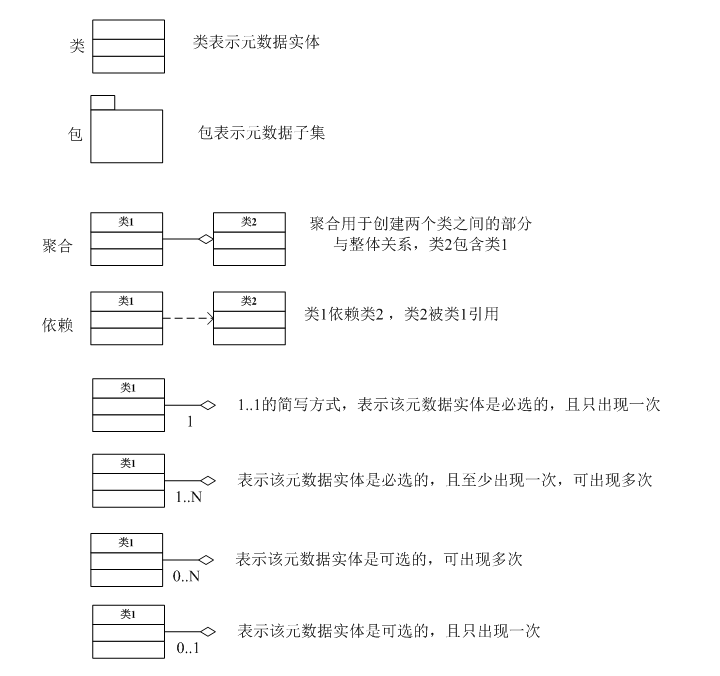 类 类表示元数据实体
包 包表示元数据子集
类1 类2
聚合用于创建两个类之间的部分
聚合 与整体关系，类2包含类1
类1 类2
依赖 类1依赖类2 ，类2被类1引用
类1
1..1的简写方式，表示该元数据实体是必选的，且只出现一次
1
类1
表示该元数据实体是必选的，且至少出现一次，可出现多次
1..N
类1
表示该元数据实体是可选的，可出现多次
0..N
类1
表示该元数据实体是可选的，且只出现一次
0..1